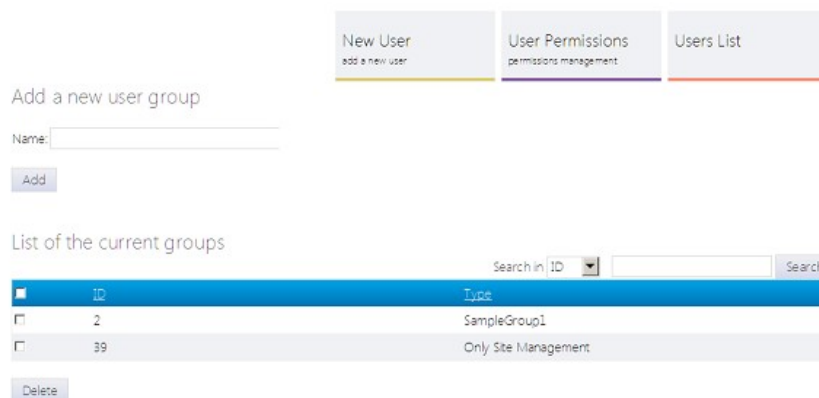 New User
add a new user
User Permissions
permissions management
Users List
Add a new user group
Name:
Add
List of the current groups
Search in ID Search
ID Type
2 SampleGroup1
39 Only Site Management
Delete